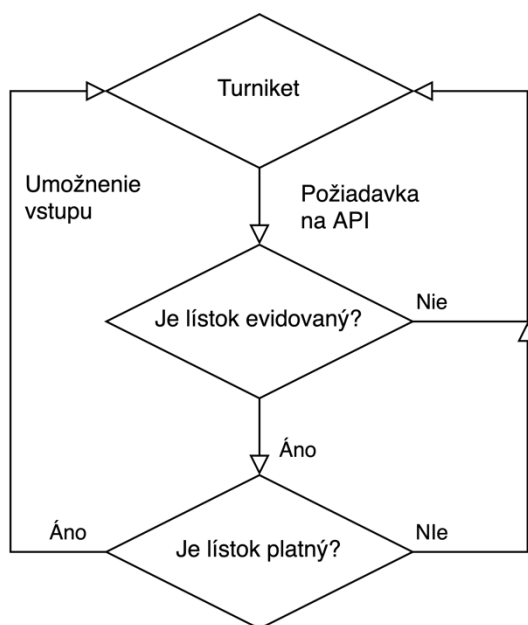 Turniket
Umožnenie
vstupu
Požiadavka
na API
Je lístok evidovaný?
Nie
Áno
Áno
Je lístok platný?
NIe